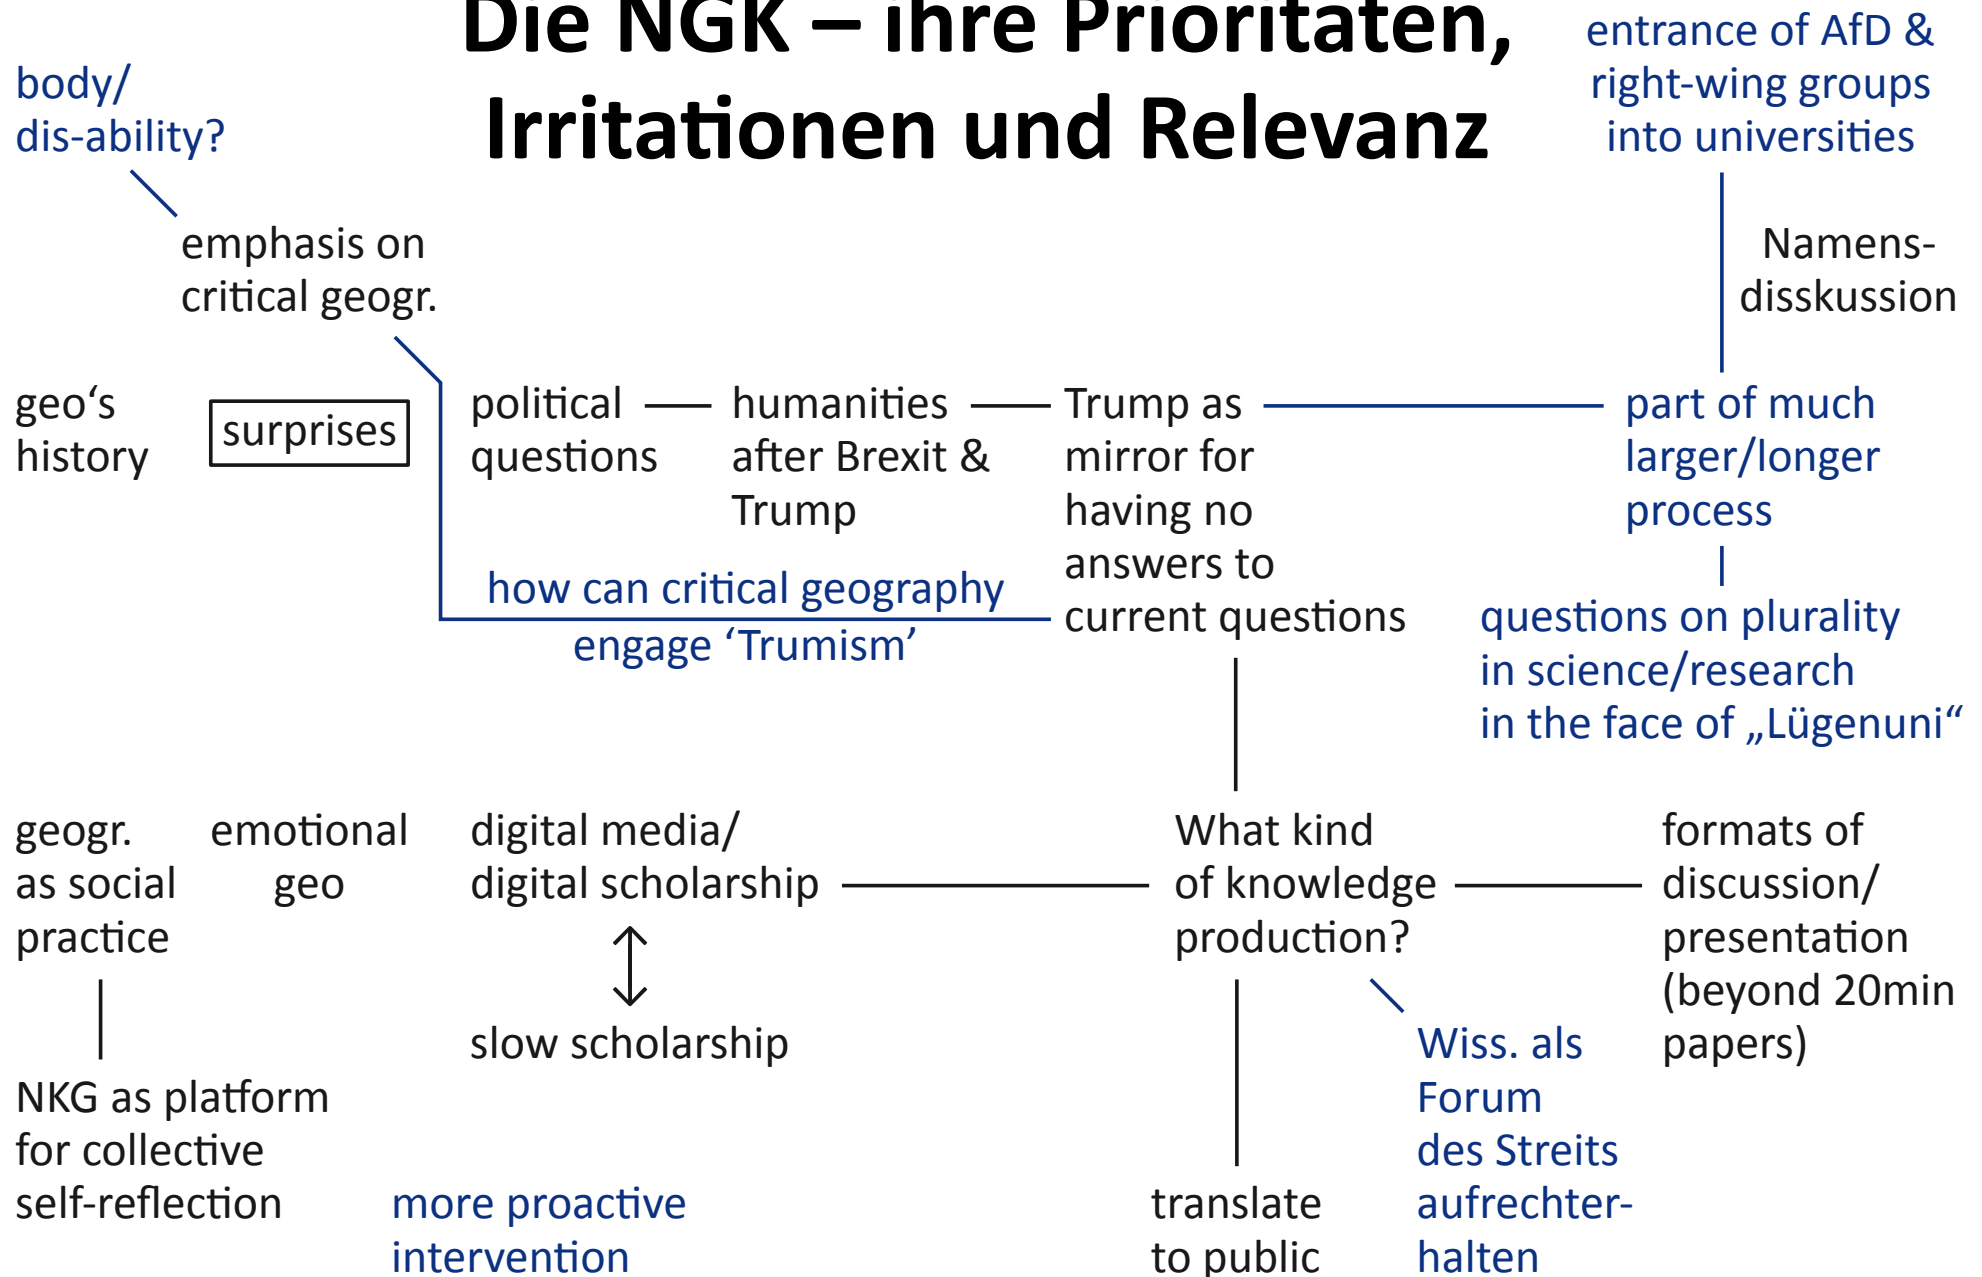 Die NGK – ihre Prioritäten,
Irritationen und Relevanz
entrance of AfD &
right-wing groups
into universities
body/
dis-ability?
emphasis on
critical geogr.
Namens-
disskussion
geo‘s
history
surprises
political
questions
humanities
after Brexit &
Trump
Trump as
mirror for
having no
answers to
current questions
part of much
larger/longer
process
how can critical geography
engage ‘Trumism’
questions on plurality
in science/research
in the face of „Lügenuni“
geogr.
as social
practice
emotional
geo
digital media/
digital scholarship
What kind
of knowledge
production?
formats of
discussion/
presentation
(beyond 20min
papers)
slow scholarship
NKG as platform
for collective
self-reflection
more proactive
intervention
translate
to public
Wiss. als
Forum
des Streits
aufrechter-
halten